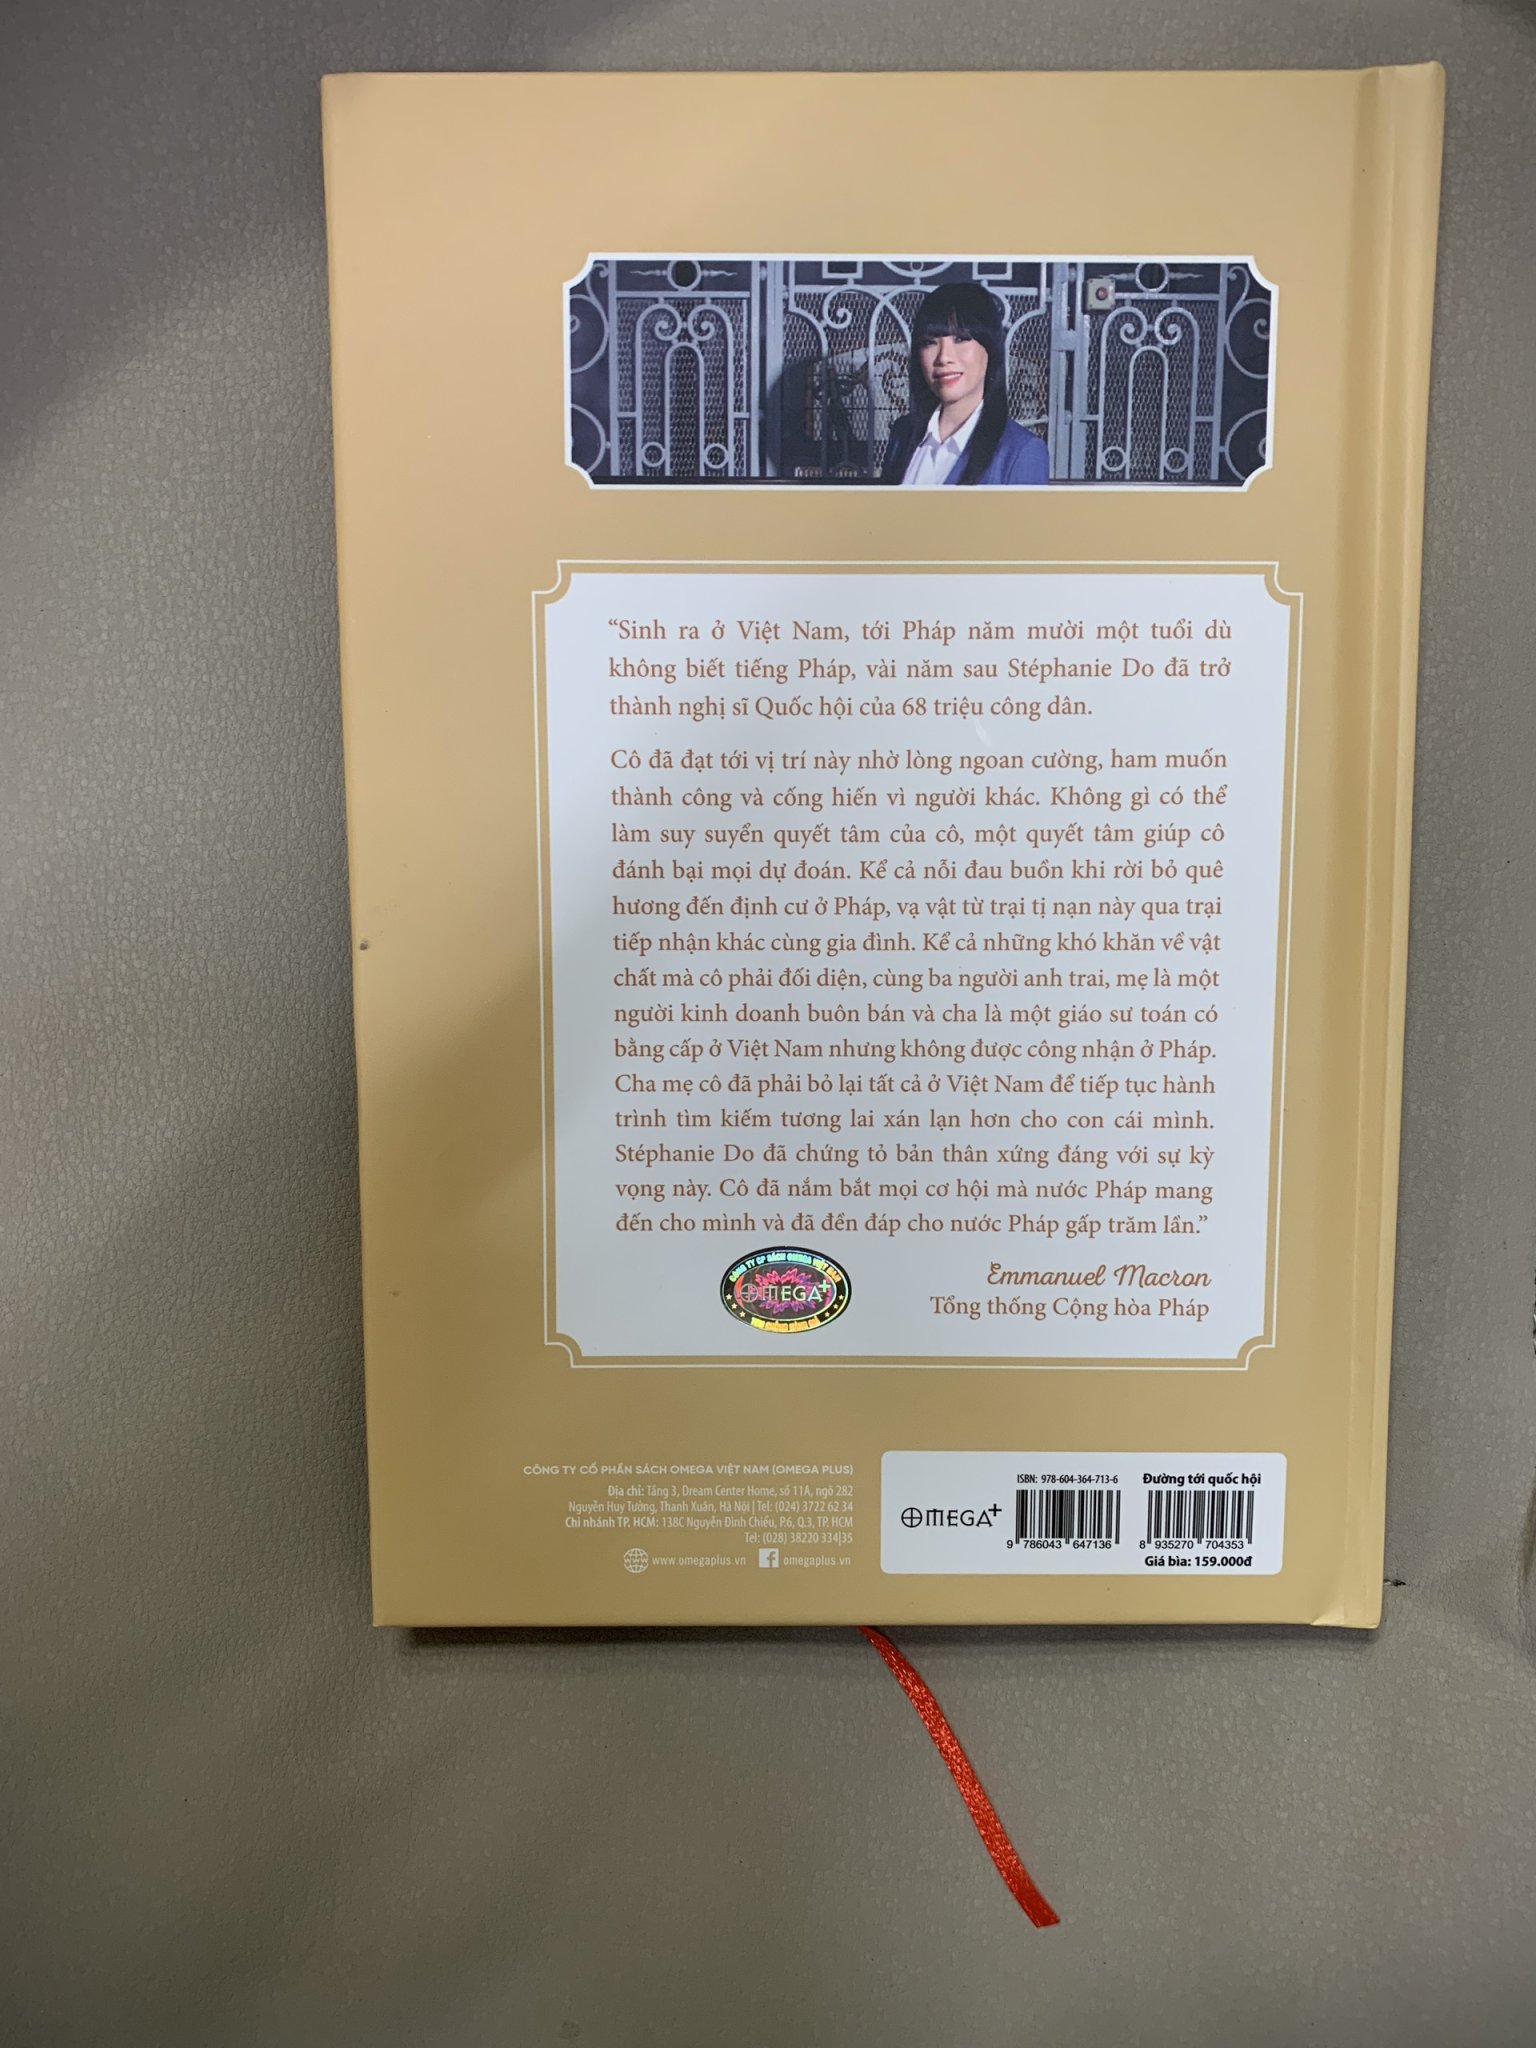 “Sinh ra ở Việt Nam, tới Pháp năm mười một tuổi dù
không biết tiếng Pháp, vài năm sau Stéphanie Do đã trở
thành nghị sĩ Quốc hội của 68 triệu công dân.
Cô đã đạt tới vị trí này nhờ lòng ngoan cường, ham muốn
thành công và cống hiến vì người khác. Không gì có thể
làm suy suyển quyết tâm của cô, một quyết tâm giúp cô
đánh bại mọi dự đoán. Kể cả nỗi đau buồn khi rời bỏ quê
hương đến định cư ở Pháp, vạ vật từ trại tị nạn này qua trại
tiếp nhận khác cùng gia đình. Kể cả những khó khăn về vật
chất mà cô phải đối diện, cùng ba người anh trai, mẹ là một
người kinh doanh buôn bán và cha là một giáo sư toán có
bằng cấp ở Việt Nam nhưng không được công nhận ở Pháp.
Cha mẹ cô đã phải bỏ lại tất cả ở Việt Nam để tiếp tục hành
trình tìm kiếm tương lai xán lạn hơn cho con cái mình.
Stéphanie Do đã chứng tỏ bản thân xứng đáng với sự kỳ
vọng này. Cô đã nắm bắt mọi cơ hội mà nước Pháp mang
đến cho mình và đã đền đáp cho nước Pháp gấp trăm lần.”
CÔNG TY CP SÁCH OMEGA VIỆT NAM
OMEGA+
Emmanuel Macron
Tổng thống Cộng hòa Pháp
CÔNG TY CỔ PHẦN SÁCH OMEGA VIỆT NAM (OMEGA PLUS)
Địa chỉ: Tầng 3, Dream Center Home, số 11A, ngõ 282
Nguyễn Huy Tưởng, Thanh Xuân, Hà Nội | Tel: (024) 3722 62 34
Chi nhánh TP. HCM: 138C Nguyễn Đình Chiểu, P.6, Q.3, TP. HCM
Tel: (028) 38220 334|35
www.omegaplus.vn omegaplus.vn
OMEGA+
ISBN: 978-604-364-713-6
9 786043 647136
Đường tới quốc hội
8 935270 704353
Giá bìa: 159.000đ